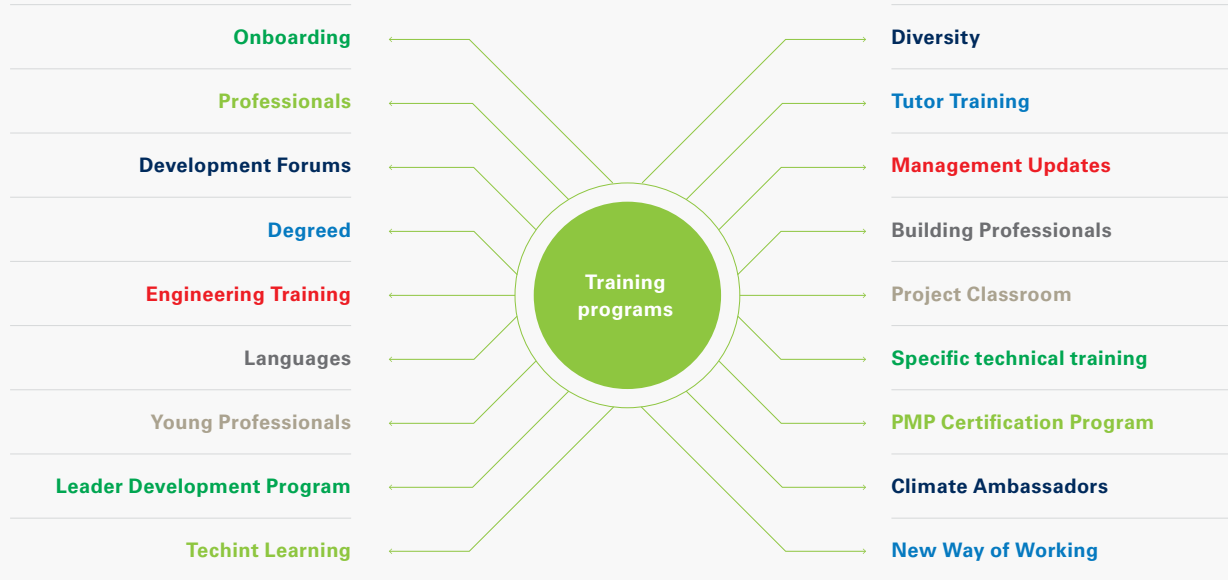 Onboarding
Professionals
Development Forums
Degreed
Engineering Training
Languages
Young Professionals
Leader Development Program
Techint Learning
Training
programs
Diversity
Tutor Training
Management Updates
Building Professionals
Project Classroom
Specific technical training
PMP Certification Program
Climate Ambassadors
New Way of Working